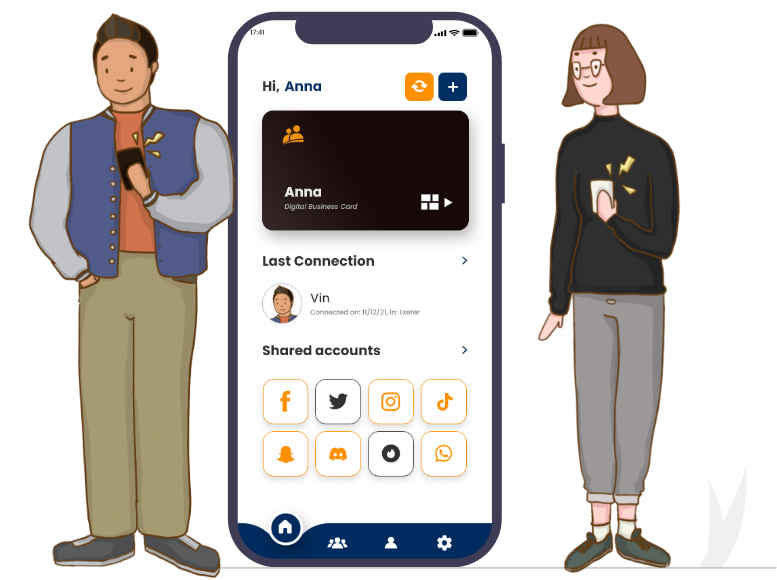 17:41
Hi, Anna
Anna
Digital Business Card
Last Connection
Vin
Connected on: 11/12/21, in: Exeter
Shared accounts